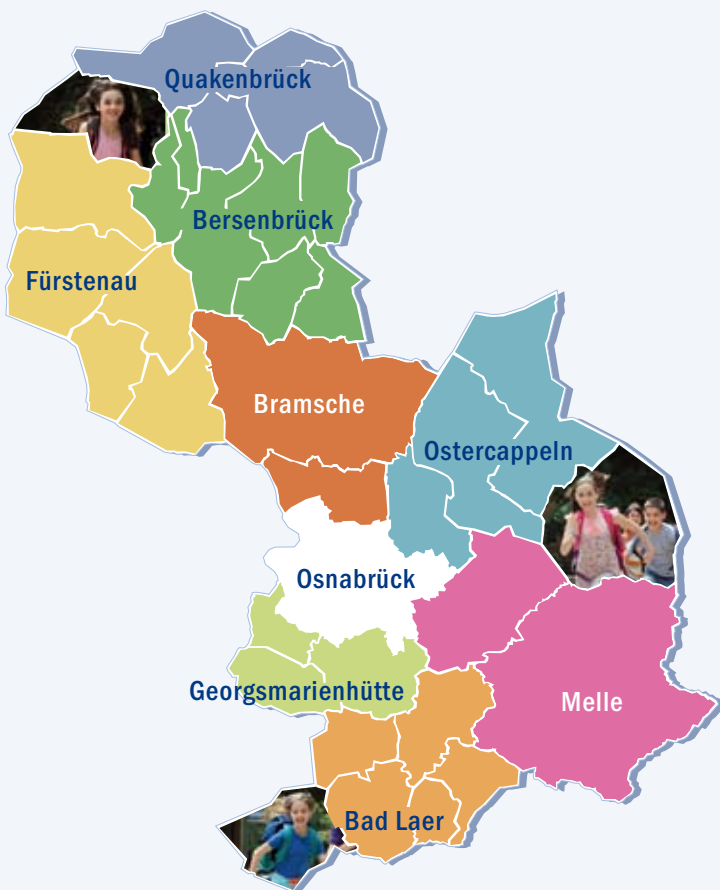 Quakenbrück
Bersenbrück
Fürstenau
Bramsche
Ostercappeln
Osnabrück
Georgsmarienhütte
Melle
Bad Laer